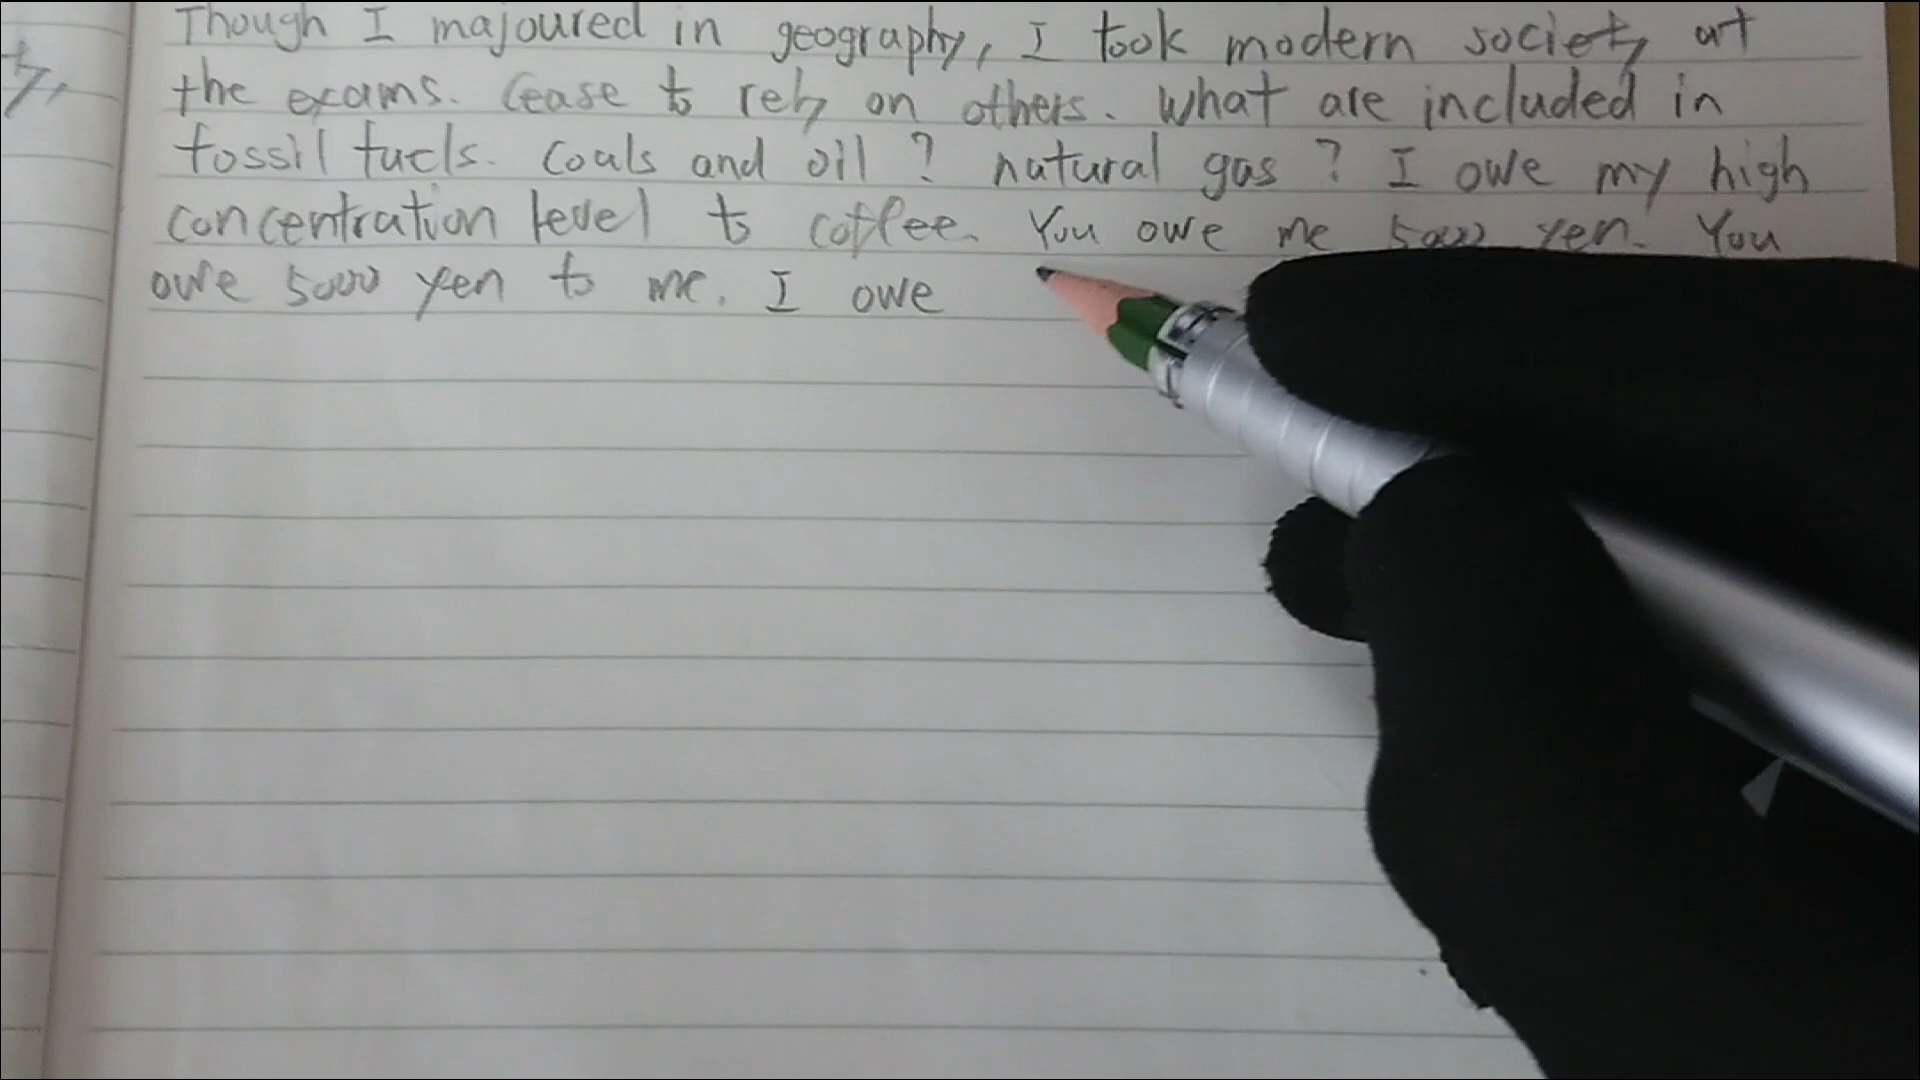 Though I majoured in geography, I took modern society at
the exams. Cease to rely on others. What are included in
fossil fuels. Coals and oil? natural gas? I owe my high
concentration level to coffee. You owe me 5000 yen. You
owe 5000 yen to me. I owe